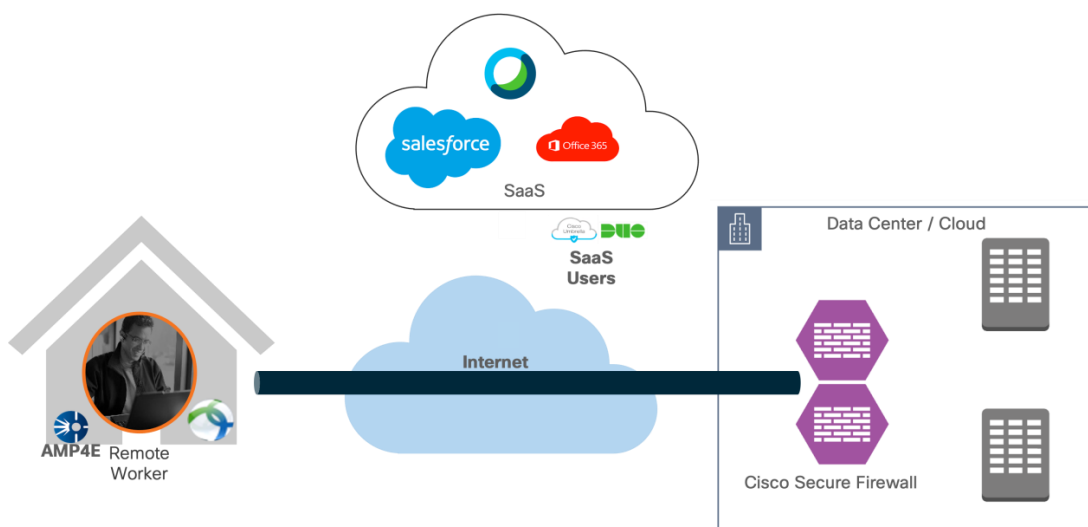 salesforce
Office 365
SaaS
Cisco
Umbrella
DUO
SaaS
Users
Data Center / Cloud
Internet
AMP4E
Remote
Worker
Cisco Secure Firewall